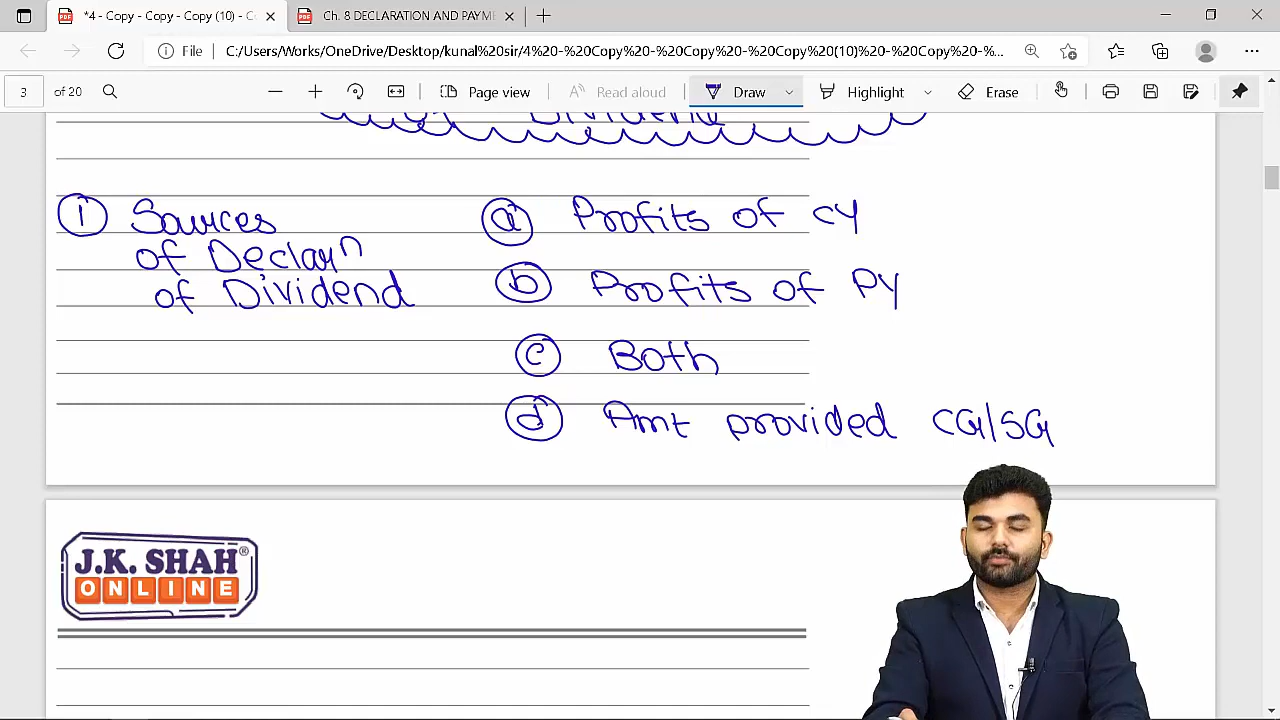 *4 - Copy - Copy - Copy (10) - C
Ch. 8 DECLARATION AND PAYME
File
C:/Users/Works/OneDrive/Desktop/kunal%20sir/4%20-%20Copy%20-%20Copy%20-%20Copy%20(10)%20-%20Copy%20-%...
3 of 20
Page view
Read aloud
Draw
Highlight
Erase
Dividend
1 Sources
of Declarn
of Dividend
a Profits of CY
b Profits of PY
c Both
d Amt provided CG/SG
J.K. SHAH®
ONLINE